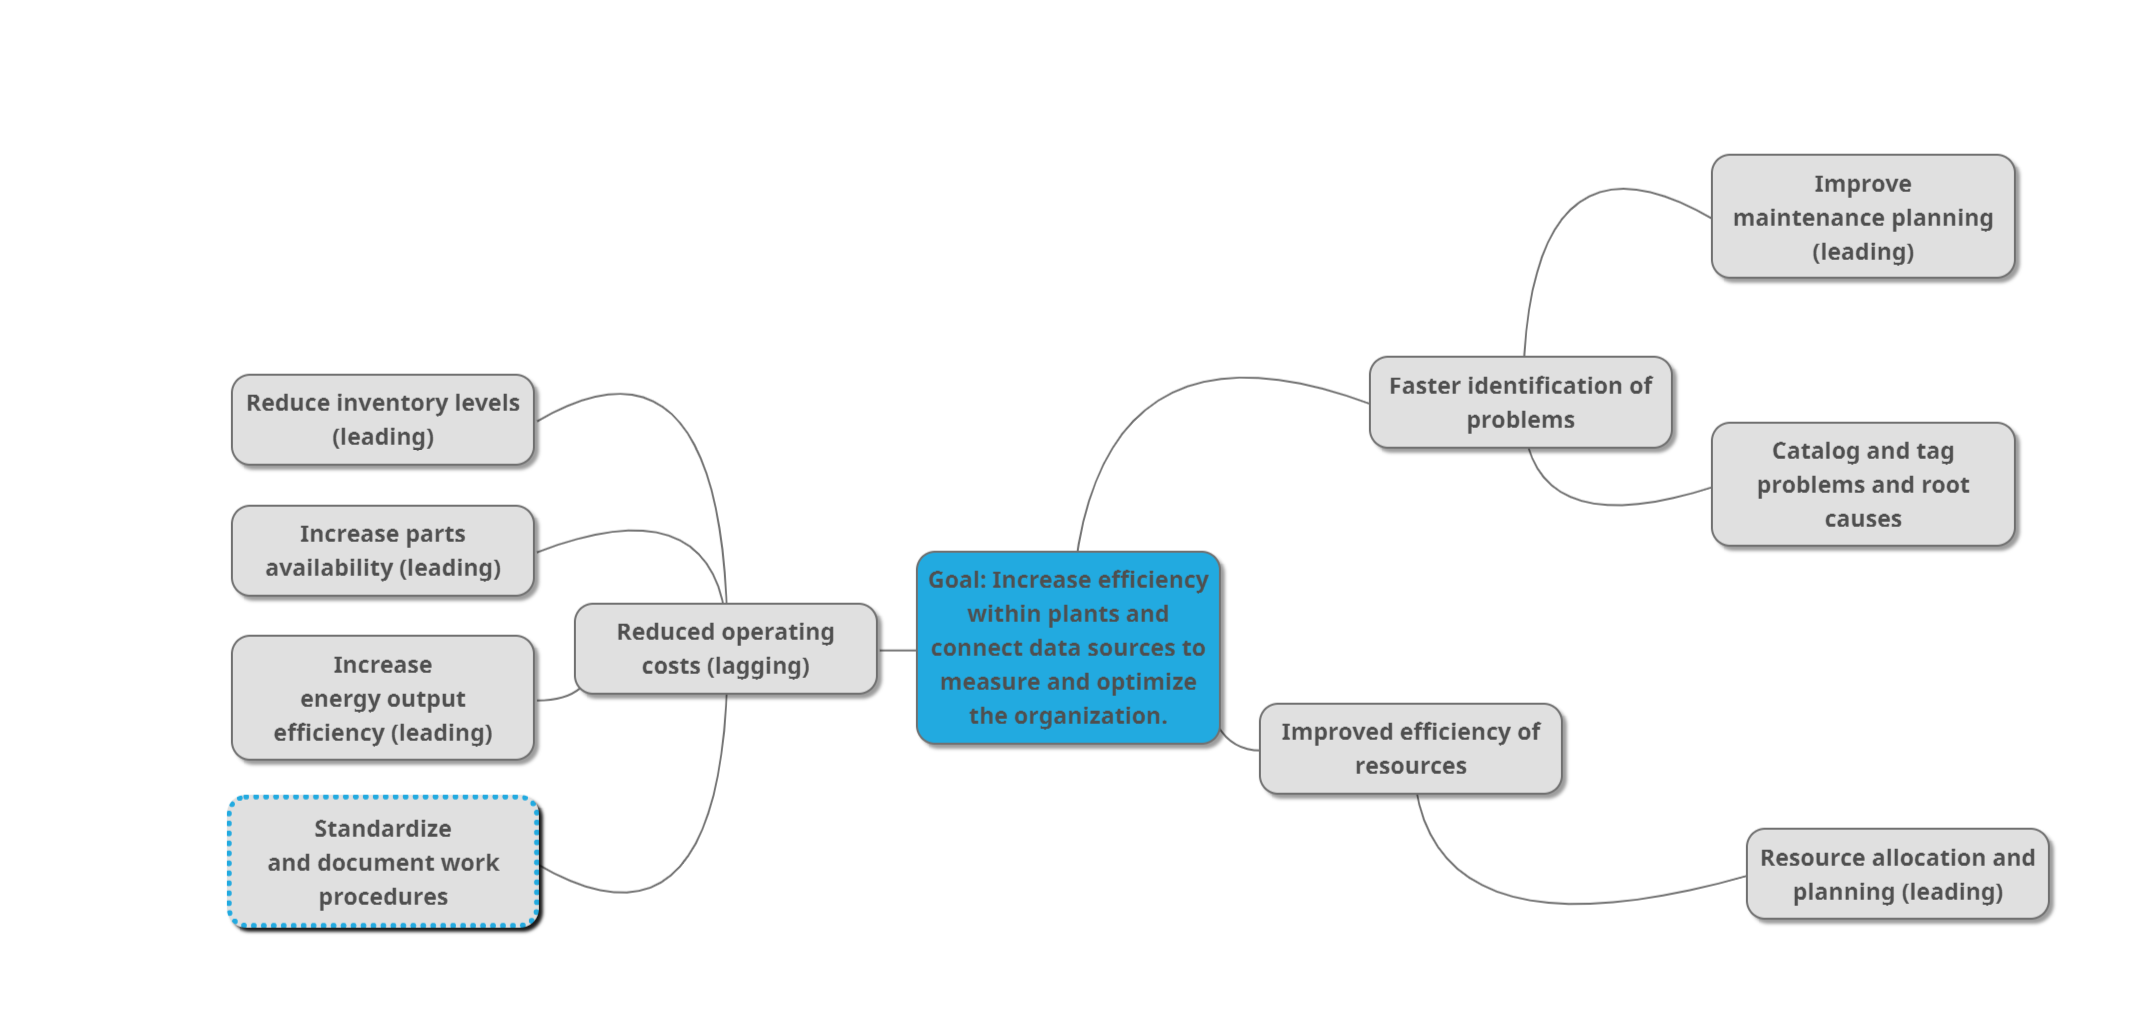 Improve
maintenance planning
(leading)
Faster identification of
problems
Catalog and tag
problems and root
causes
Reduce inventory levels
(leading)
Increase parts
availability (leading)
Increase
energy output
efficiency (leading)
Standardize
and document work
procedures
Reduced operating
costs (lagging)
Goal: Increase efficiency
within plants and
connect data sources to
measure and optimize
the organization.
Improved efficiency of
resources
Resource allocation and
planning (leading)